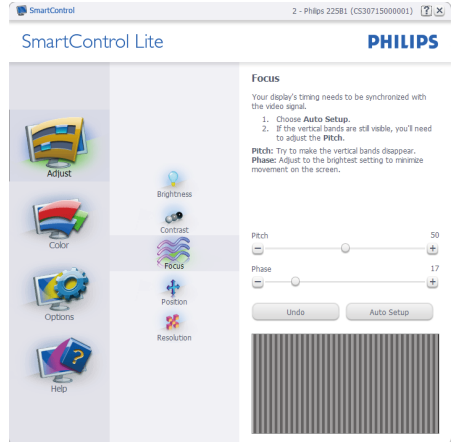 SmartControl
2 - Philips 225B1 (CS30715000001)
SmartControl Lite
PHILIPS
Adjust
Color
Options
Help
Brightness
Contrast
Focus
Position
Resolution
Focus
Your display's timing needs to be synchronized with
the video signal.
1. Choose Auto Setup.
2. If the vertical bands are still visible, you'll need
to adjust the Pitch.
Pitch: Try to make the vertical bands disappear.
Phase: Adjust to the brightest setting to minimize
movement on the screen.
Pitch 50
Phase 17
Undo Auto Setup